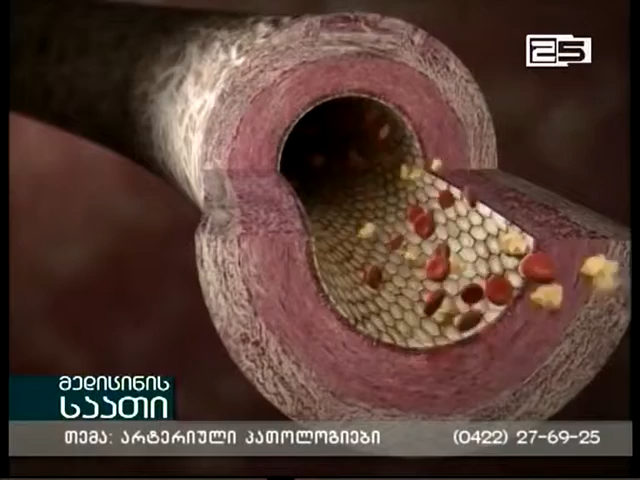 25
მედიცინის
საათი
თემა: არტერიული პათოლოგიები (0422) 27-69-25